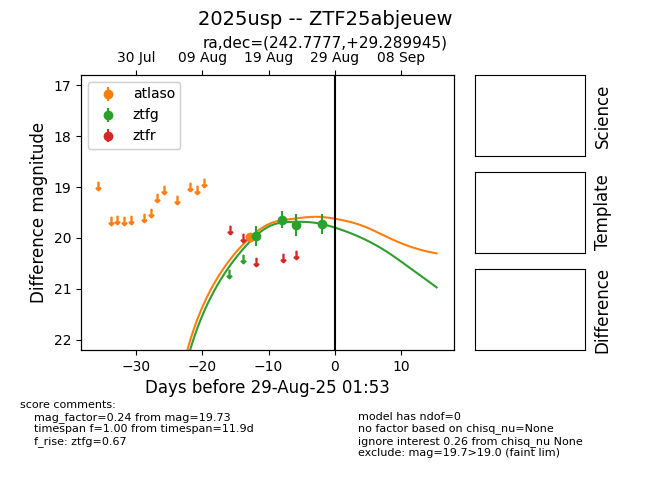 2025usp -- ZTF25abjeuew
ra,dec=(242.7777,+29.289945)
30 Jul 09 Aug 19 Aug 29 Aug 08 Sep
atlaso
ztfg
ztfr
17
18
19
20
21
22
Difference magnitude
−30 −20 −10 0 10
Days before 29-Aug-25 01:53
Science
Template
Difference
score comments:
mag_factor=0.24 from mag=19.73
timespan f=1.00 from timespan=11.9d
f_rise: ztfg=0.67
model has ndof=0
no factor based on chisq_nu=None
ignore interest 0.26 from chisq_nu None
exclude: mag=19.7>19.0 (faint lim)